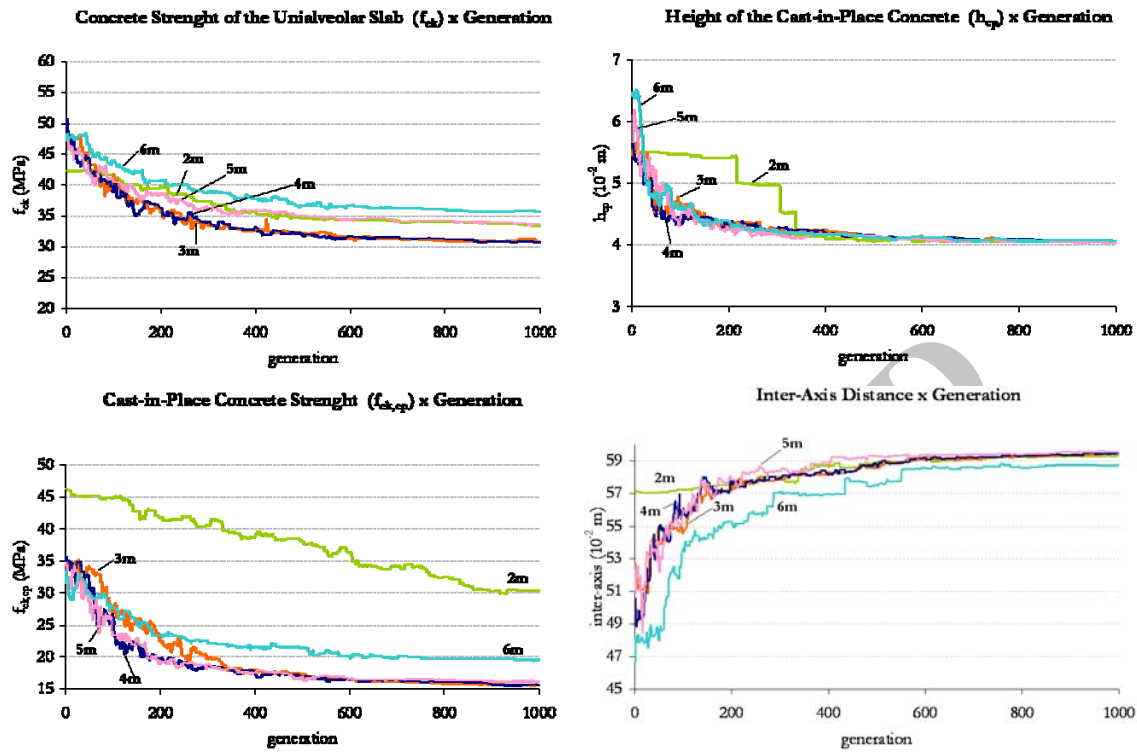 Concrete Strenght of the Unialveolar Slab (fck) x Generation
60
55
50
45
40
35
30
25
20
fck (MPa)
6m
2m
5m
4m
3m
0 200 400 600 800 1000
generation
Height of the Cast-in-Place Concrete (hcp) x Generation
7
6
5
4
3
hcp (10-2 m)
6m
5m
2m
3m
4m
0 200 400 600 800 1000
generation
Cast-in-Place Concrete Strenght (fck,cp) x Generation
50
45
40
35
30
25
20
15
fck,cp (MPa)
3m
2m
5m
4m
6m
0 200 400 600 800 1000
generation
Inter-Axis Distance x Generation
59
57
55
53
51
49
47
45
inter-axis (10-2 m)
5m
2m
4m
3m
6m
0 200 400 600 800 1000
generation